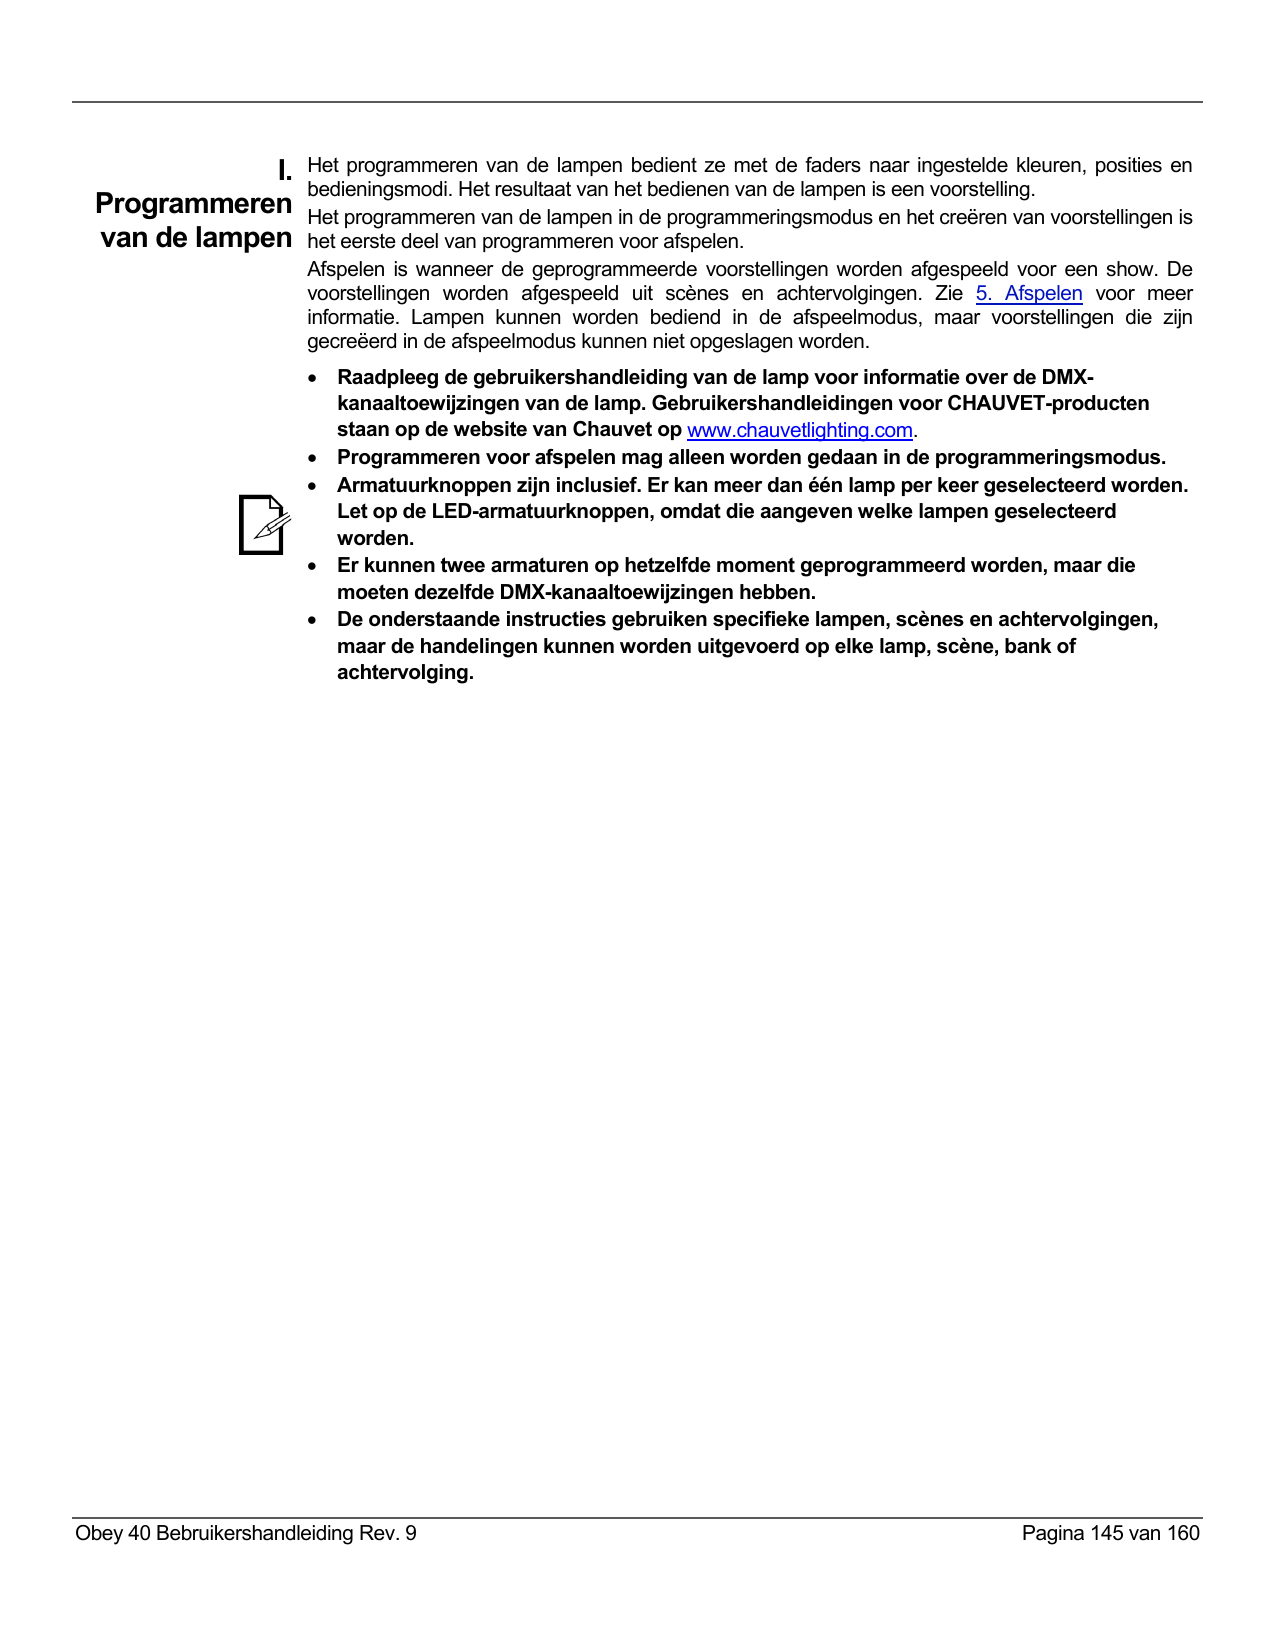 I.
Programmeren
van de lampen
Het programmeren van de lampen bedient ze met de faders naar ingestelde kleuren, posities en
bedieningsmodi. Het resultaat van het bedienen van de lampen is een voorstelling.
Het programmeren van de lampen in de programmeringsmodus en het creëren van voorstellingen is
het eerste deel van programmeren voor afspelen.
Afspelen is wanneer de geprogrammeerde voorstellingen worden afgespeeld voor een show. De
voorstellingen worden afgespeeld uit scènes en achtervolgingen. Zie 5. Afspelen voor meer
informatie. Lampen kunnen worden bediend in de afspeelmodus, maar voorstellingen die zijn
gecreëerd in de afspeelmodus kunnen niet opgeslagen worden.
• Raadpleeg de gebruikershandleiding van de lamp voor informatie over de DMX-
kanaaltoewijzingen van de lamp. Gebruikershandleidingen voor CHAUVET-producten
staan op de website van Chauvet op www.chauvetlighting.com.
• Programmeren voor afspelen mag alleen worden gedaan in de programmeringsmodus.
• Armatuurknoppen zijn inclusief. Er kan meer dan één lamp per keer geselecteerd worden.
Let op de LED-armatuurknoppen, omdat die aangeven welke lampen geselecteerd
worden.
• Er kunnen twee armaturen op hetzelfde moment geprogrammeerd worden, maar die
moeten dezelfde DMX-kanaaltoewijzingen hebben.
• De onderstaande instructies gebruiken specifieke lampen, scènes en achtervolgingen,
maar de handelingen kunnen worden uitgevoerd op elke lamp, scène, bank of
achtervolging.
Obey 40 Bebruikershandleiding Rev. 9
Pagina 145 van 160